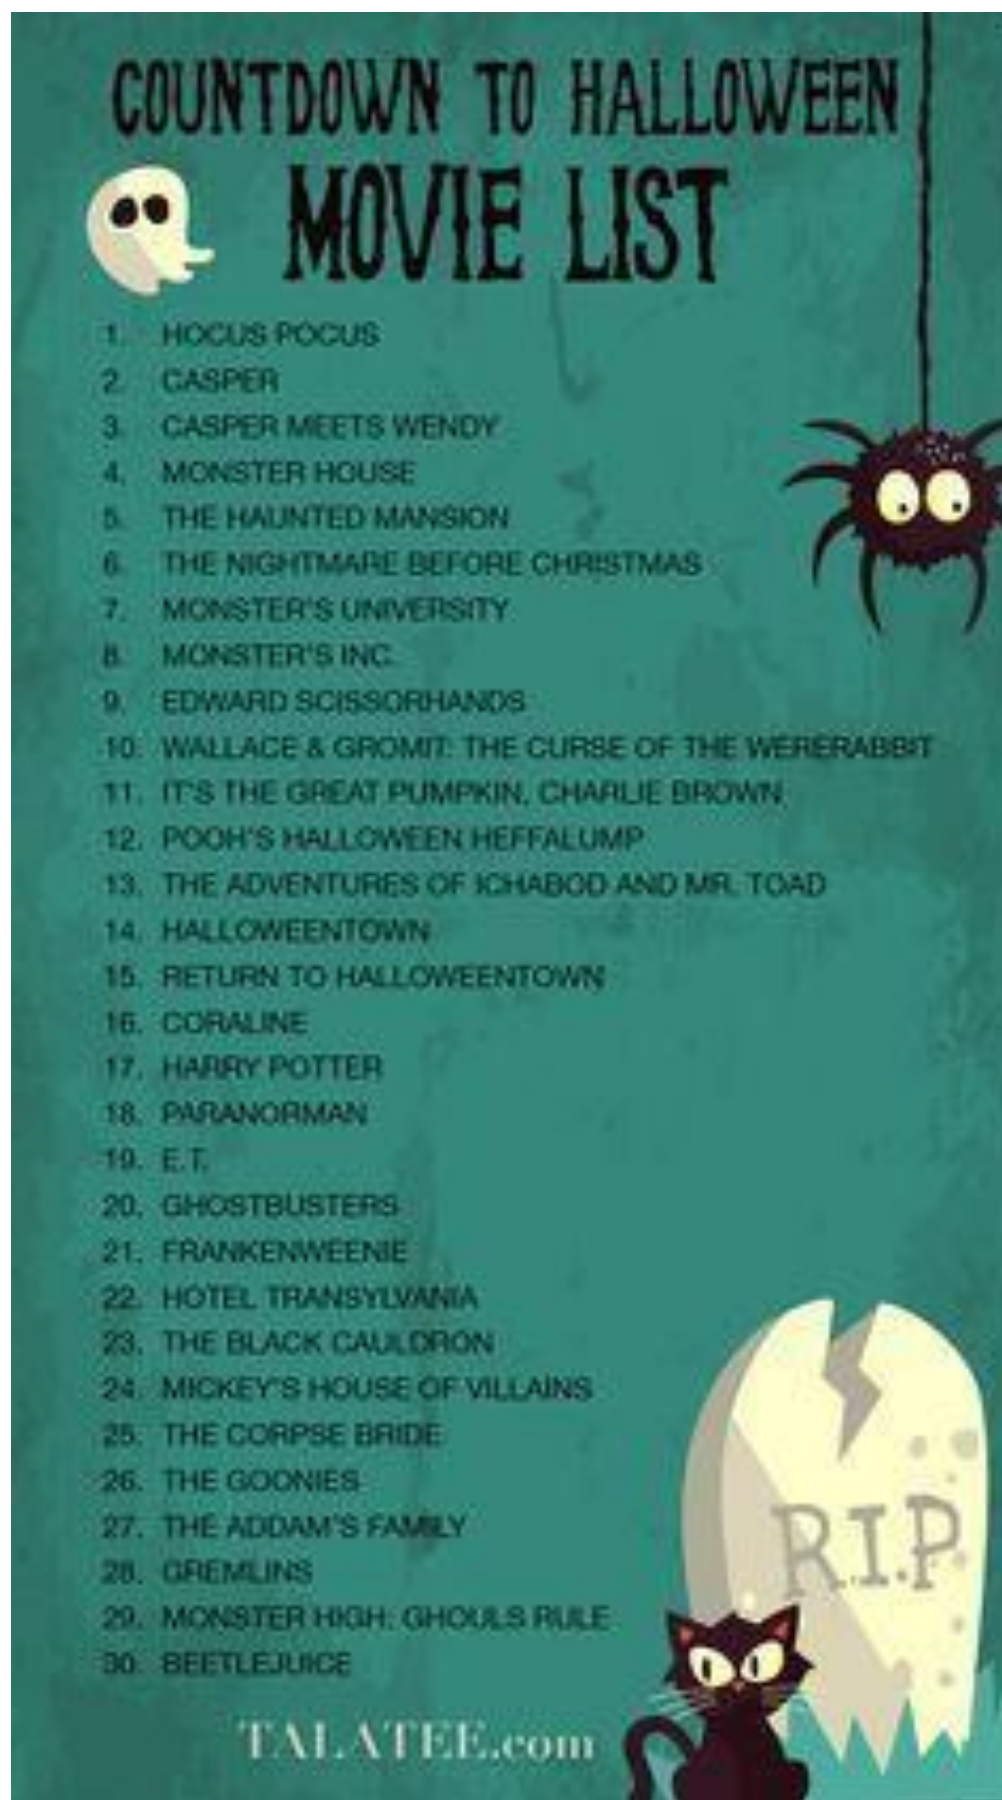 COUNTDOWN TO HALLOWEEN
MOVIE LIST
1. HOCUS POCUS
2. CASPER
3. CASPER MEETS WENDY
4. MONSTER HOUSE
5. THE HAUNTED MANSION
6. THE NIGHTMARE BEFORE CHRISTMAS
7. MONSTER'S UNIVERSITY
8. MONSTER'S INC.
9. EDWARD SCISSORHANDS
10. WALLACE & GROMIT: THE CURSE OF THE WERERABBIT
11. IT'S THE GREAT PUMPKIN, CHARLIE BROWN
12. POOH'S HALLOWEEN HEFFALUMP
13. THE ADVENTURES OF ICHABOD AND MR. TOAD
14. HALLOWEENTOWN
15. RETURN TO HALLOWEENTOWN
16. CORALINE
17. HARRY POTTER
18. PARANORMAN
19. E.T.
20. GHOSTBUSTERS
21. FRANKENWEENIE
22. HOTEL TRANSYLVANIA
23. THE BLACK CAULDRON
24. MICKEY'S HOUSE OF VILLAINS
25. THE CORPSE BRIDE
26. THE GOONIES
27. THE ADDAM'S FAMILY
28. GREMLINS
29. MONSTER HIGH: GHOULS RULE
30. BEETLEJUICE
R.I.P
TALATEE.com